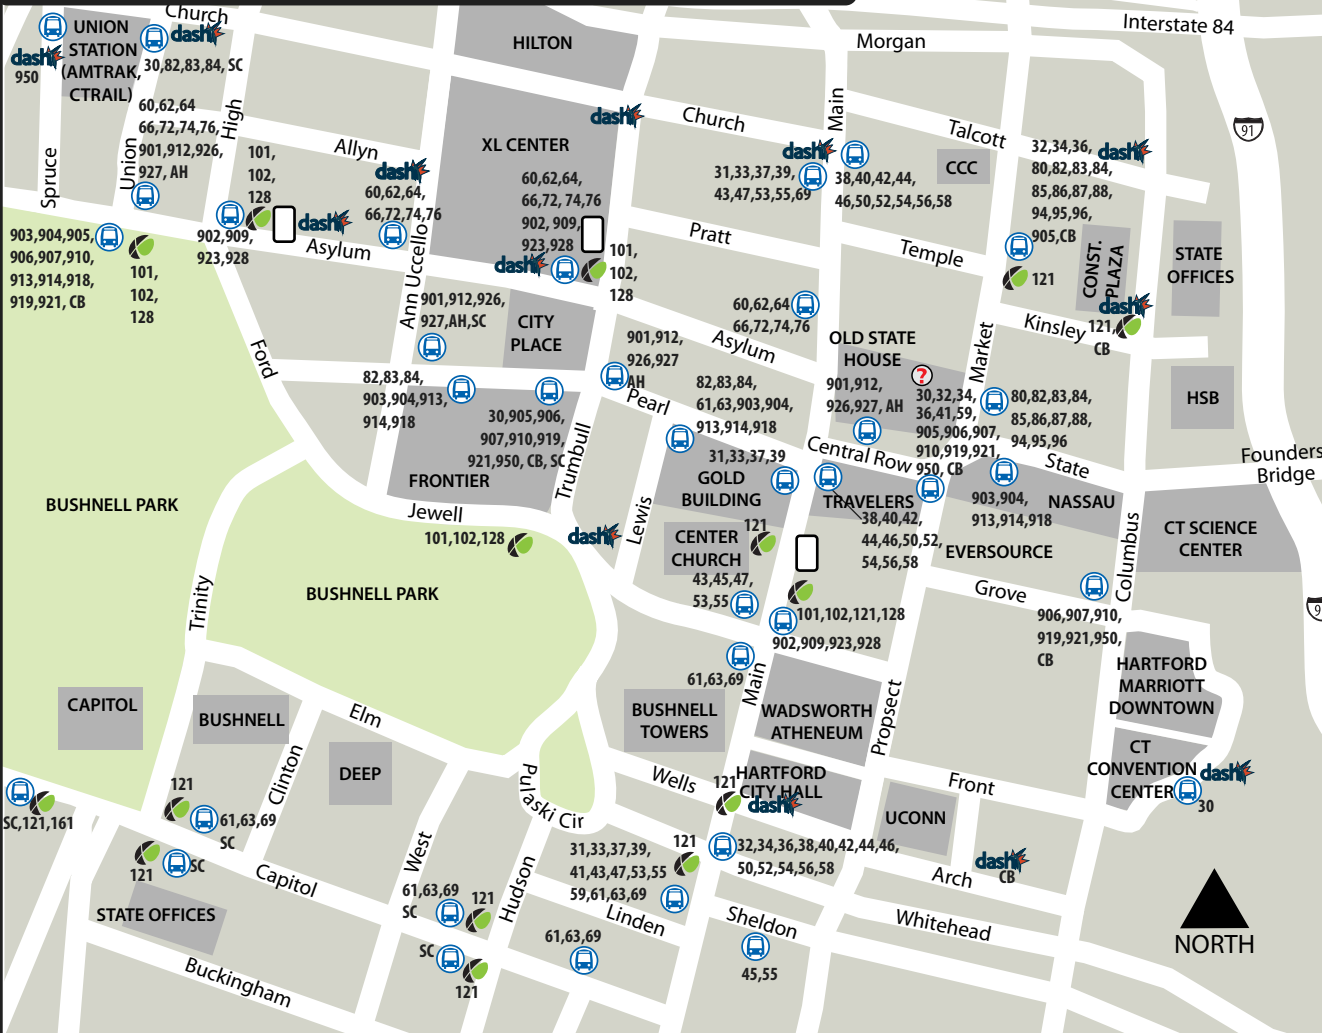 Church
UNION
STATION
(AMTRAK,
CTRAIL)
dash
950
dash
30,82,83,84, SC
60,62,64
66,72,74,76,
901,912,926,
927, AH
Spruce
Union
High
101,
102,
128
Allyn
dash
60,62,64,
66,72,74,76
dash
Asylum
902,909,
923,928
903,904,905,
906,907,910,
913,914,918,
919,921, CB
101,
102,
128
HILTON
dash
XL CENTER
60,62,64,
66,72, 74,76
902, 909,
923,928
dash
101,
102,
128
Ann Uccello
901,912,926,
927,AH,SC
CITY
PLACE
Church
Main
Morgan
Interstate 84
91
Talcott
CCC
dash
31,33,37,39,
43,47,53,55,69
38,40,42,44,
46,50,52,54,56,58
32,34,36,
80,82,83,84,
85,86,87,88,
94,95,96,
905,CB
dash
121
CONST.
PLAZA
STATE
OFFICES
dash
121,
CB
Kinsley
Pratt
Temple
60,62,64
66,72,74,76
Asylum
OLD STATE
HOUSE
?
901,912,
926,927, AH
Market
30,32,34,
36,41,59,
905,906,907,
910,919,921,
950, CB
80,82,83,84,
85,86,87,88,
94,95,96
HSB
Ford
82,83,84,
903,904,913,
914,918
30,905,906,
907,910,919,
921,950, CB, SC
FRONTIER
Trumbull
901,912,
926,927
AH
Pearl
82,83,84,
61,63,903,904,
913,914,918
31,33,37,39
GOLD
BUILDING
Central Row
State
Founders
Bridge
TRAVELERS
NASSAU
903,904,
913,914,918
CT SCIENCE
CENTER
38,40,42,
44,46,50,52,
54,56,58
EVERSOURCE
BUSHNELL PARK
Jewell
101,102,128
dash
Lewis
CENTER
CHURCH
121
43,45,47,
53,55
101,102,121,128
902,909,923,928
Grove
Columbus
906,907,910,
919,921,950,
CB
BUSHNELL PARK
Trinity
61,63,69
Main
HARTFORD
MARRIOTT
DOWNTOWN
CT
CONVENTION
CENTER
dash
30
CAPITOL
BUSHNELL
Elm
BUSHNELL
TOWERS
WADSWORTH
ATHENEUM
Propsect
DEEP
Clinton
Pulaski Cir
Wells
121
HARTFORD
CITY HALL
dash
Front
UCONN
SC,121,161
121
61,63,69
SC
121
SC
Capitol
West
Hudson
31,33,37,39,
41,43,47,53,55
59,61,63,69
121
32,34,36,38,40,42,44,46,
50,52,54,56,58
Arch
dash
CB
STATE OFFICES
61,63,69
SC
121
SC
121
61,63,69
Linden
Sheldon
45,55
Whitehead
Buckingham
NORTH